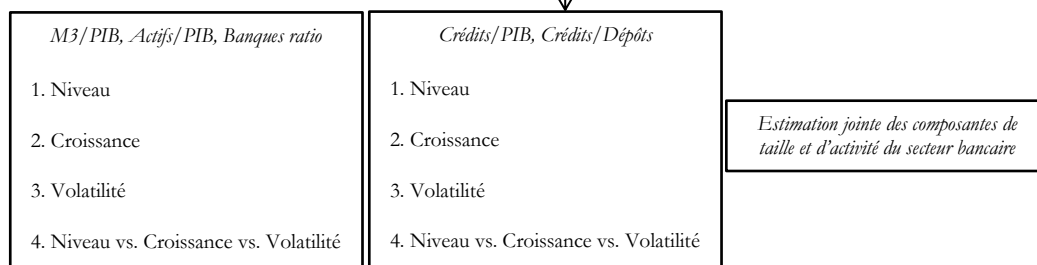 M3/PIB, Actifs/PIB, Banques ratio
1. Niveau
2. Croissance
3. Volatilité
4. Niveau vs. Croissance vs. Volatilité
Crédits/PIB, Crédits/Dépôts
1. Niveau
2. Croissance
3. Volatilité
4. Niveau vs. Croissance vs. Volatilité
Estimation jointe des composantes de
taille et d'activité du secteur bancaire